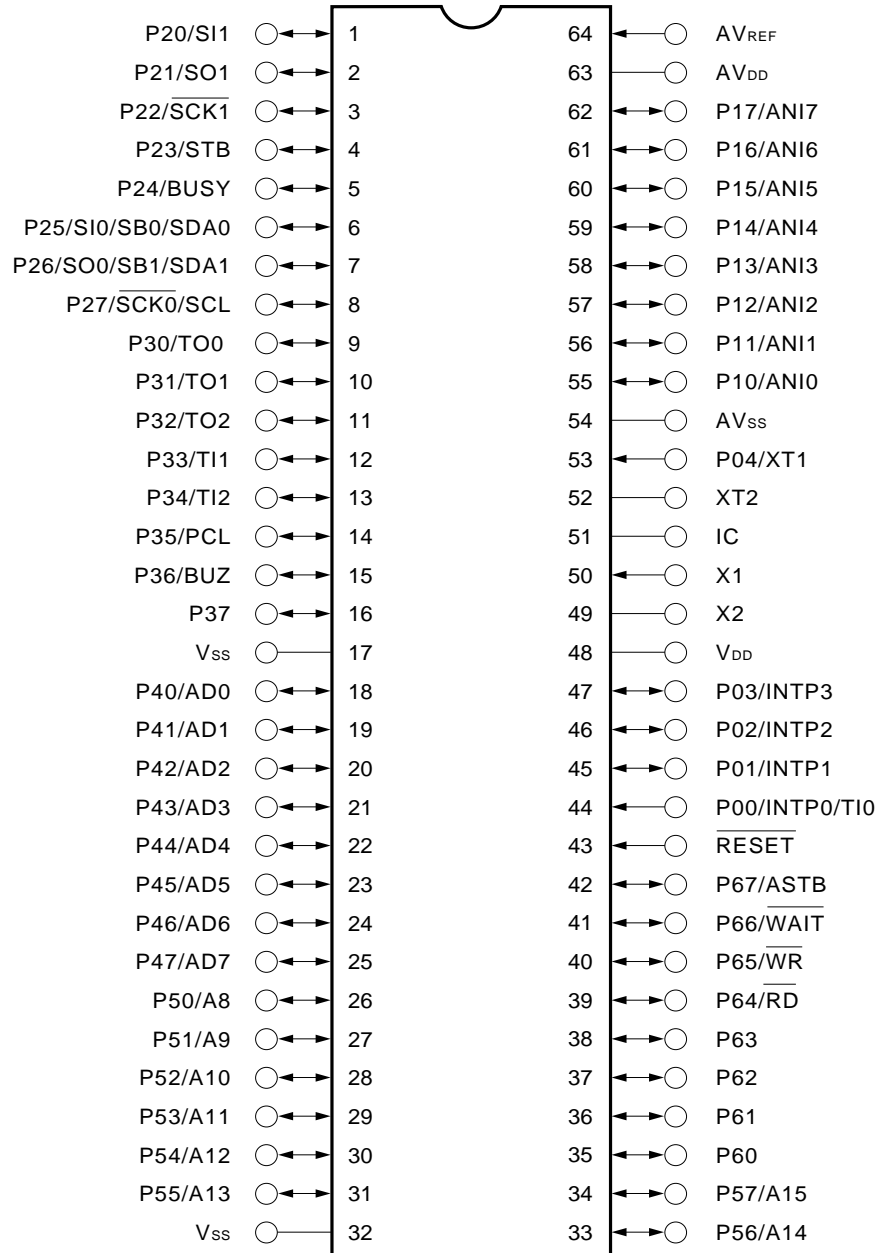 P20/SI1 1 64 AVREF
P21/SO1 2 63 AVDD
P22/S̅C̅K̅1̅ 3 62 P17/ANI7
P23/STB 4 61 P16/ANI6
P24/BUSY 5 60 P15/ANI5
P25/SI0/SB0/SDA0 6 59 P14/ANI4
P26/SO0/SB1/SDA1 7 58 P13/ANI3
P27/S̅C̅K̅0̅/SCL 8 57 P12/ANI2
P30/TO0 9 56 P11/ANI1
P31/TO1 10 55 P10/ANI0
P32/TO2 11 54 AVSS
P33/TI1 12 53 P04/XT1
P34/TI2 13 52 XT2
P35/PCL 14 51 IC
P36/BUZ 15 50 X1
P37 16 49 X2
VSS 17 48 VDD
P40/AD0 18 47 P03/INTP3
P41/AD1 19 46 P02/INTP2
P42/AD2 20 45 P01/INTP1
P43/AD3 21 44 P00/INTP0/TI0
P44/AD4 22 43 R̅E̅S̅E̅T̅
P45/AD5 23 42 P67/ASTB
P46/AD6 24 41 P66/W̅A̅I̅T̅
P47/AD7 25 40 P65/W̅R̅
P50/A8 26 39 P64/R̅D̅
P51/A9 27 38 P63
P52/A10 28 37 P62
P53/A11 29 36 P61
P54/A12 30 35 P60
P55/A13 31 34 P57/A15
VSS 32 33 P56/A14